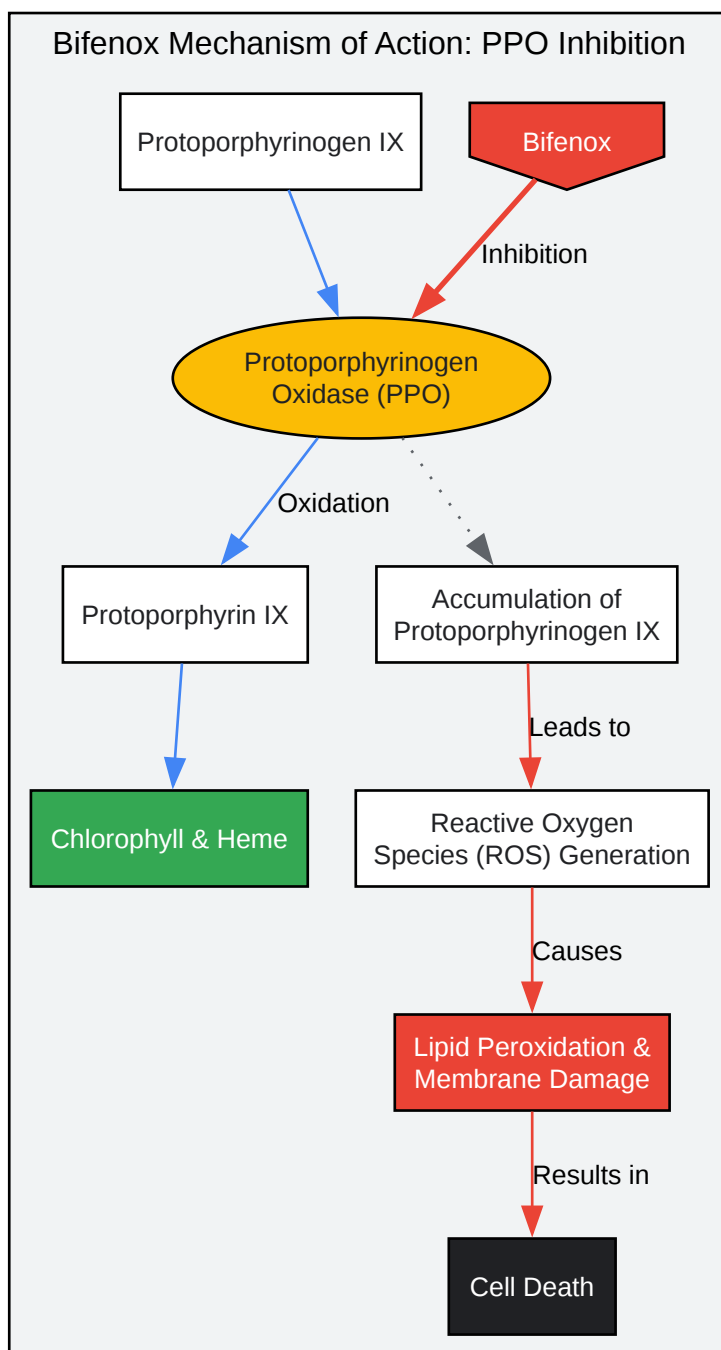 Bifenox Mechanism of Action: PPO Inhibition
Protoporphyrinogen IX
Bifenox
Inhibition
Protoporphyrinogen
Oxidase (PPO)
Oxidation
Protoporphyrin IX
Accumulation of
Protoporphyrinogen IX
Leads to
Chlorophyll & Heme
Reactive Oxygen
Species (ROS) Generation
Causes
Lipid Peroxidation &
Membrane Damage
Results in
Cell Death